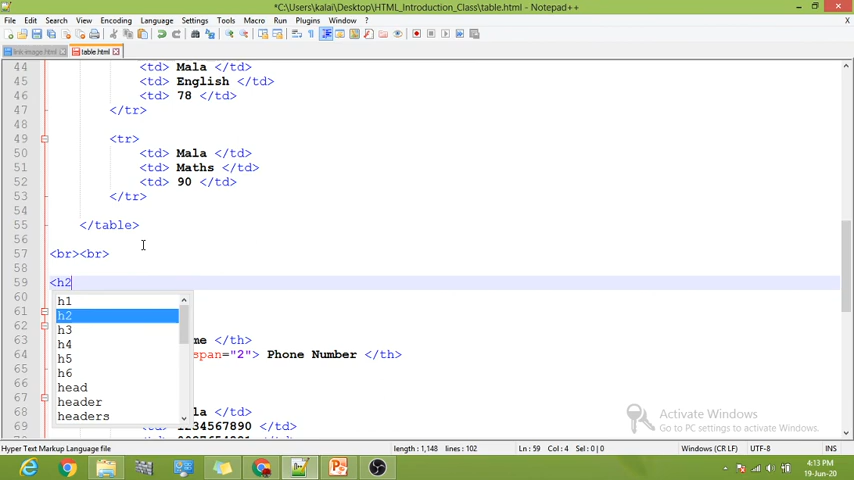 *C:\Users\kalai\Desktop\HTML_Introduction_Class\table.html - Notepad++
File Edit Search View Encoding Language Settings Tools Macro Run Plugins Window ? X
link-image.html table.html
44 <td> Mala </td>
45 <td> English </td>
46 <td> 78 </td>
47 </tr>
48
49 <tr>
50 <td> Mala </td>
51 <td> Maths </td>
52 <td> 90 </td>
53 </tr>
54
55 </table>
56
57 <br><br>
58
59 <h2
60 h1
61 h2
62 h3
63 h4 me </th>
64 h5 span="2"> Phone Number </th>
65 h6
66 head
67 header
68 headers la </td>
69 1234567890 </td>
Activate Windows
Go to PC settings to activate Windows.
Hyper Text Markup Language file length : 1,148 lines : 102 Ln : 59 Col : 4 Sel : 0 | 0 Windows (CR LF) UTF-8 INS
4:13 PM
19-Jun-20